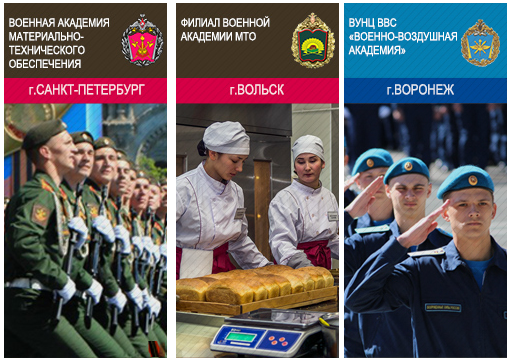 ВОЕННАЯ АКАДЕМИЯ
МАТЕРИАЛЬНО-
ТЕХНИЧЕСКОГО
ОБЕСПЕЧЕНИЯ
г.САНКТ-ПЕТЕРБУРГ
ФИЛИАЛ ВОЕННОЙ
АКАДЕМИИ МТО
г.ВОЛЬСК
ВУНЦ ВВС
«ВОЕННО-ВОЗДУШНАЯ
АКАДЕМИЯ»
г.ВОРОНЕЖ